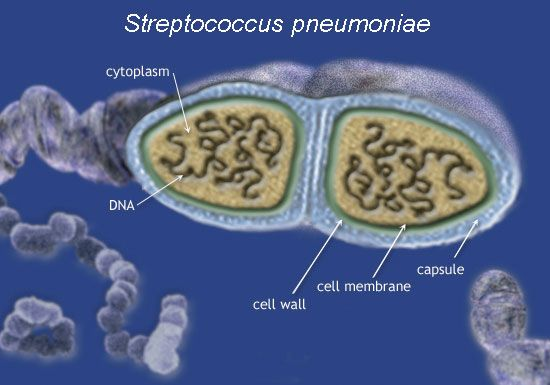 Streptococcus pneumoniae
cytoplasm
DNA
capsule
cell membrane
cell wall